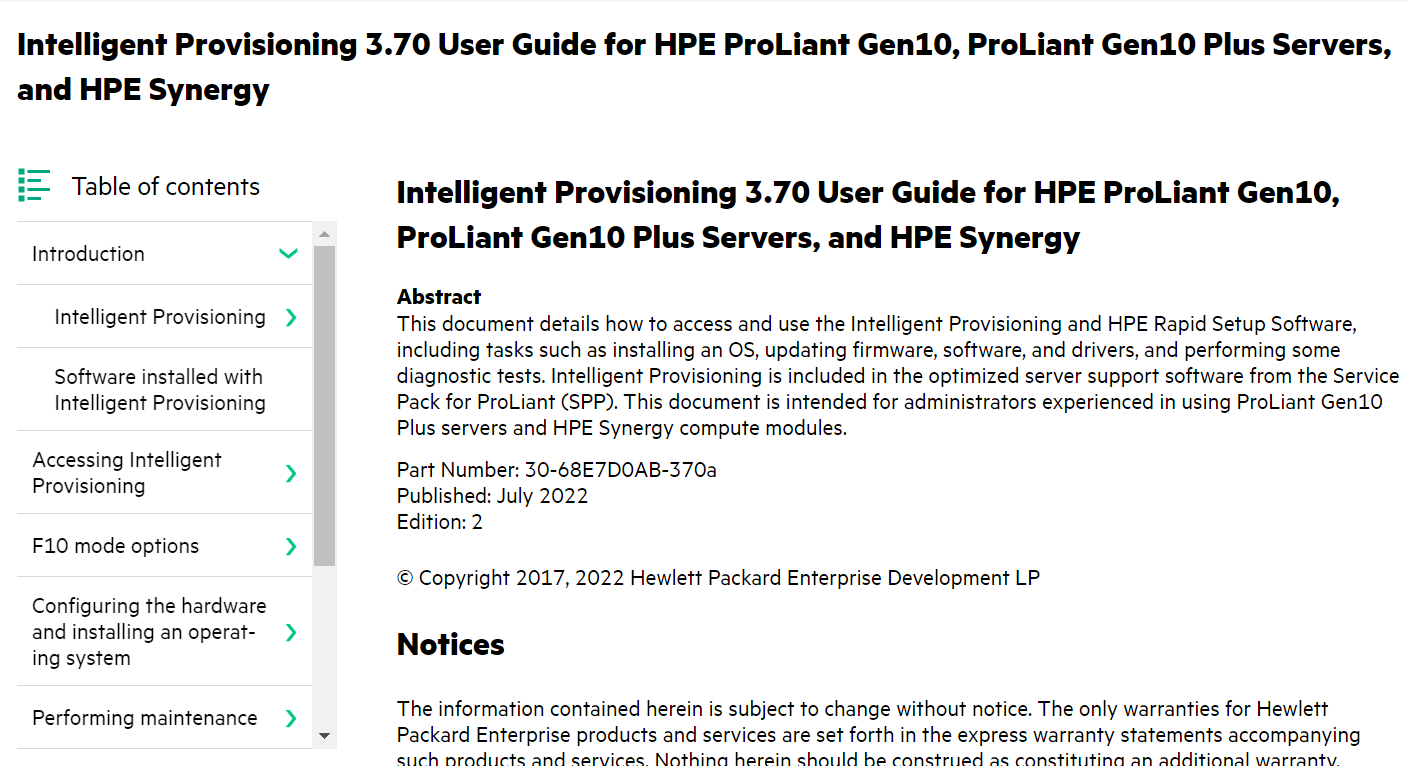 Intelligent Provisioning 3.70 User Guide for HPE ProLiant Gen10, ProLiant Gen10 Plus Servers,
and HPE Synergy
Table of contents
Introduction
Intelligent Provisioning
Software installed with
Intelligent Provisioning
Accessing Intelligent
Provisioning
F10 mode options
Configuring the hardware
and installing an operat-
ing system
Performing maintenance
Intelligent Provisioning 3.70 User Guide for HPE ProLiant Gen10,
ProLiant Gen10 Plus Servers, and HPE Synergy
Abstract
This document details how to access and use the Intelligent Provisioning and HPE Rapid Setup Software,
including tasks such as installing an OS, updating firmware, software, and drivers, and performing some
diagnostic tests. Intelligent Provisioning is included in the optimized server support software from the Service
Pack for ProLiant (SPP). This document is intended for administrators experienced in using ProLiant Gen10
Plus servers and HPE Synergy compute modules.
Part Number: 30-68E7D0AB-370a
Published: July 2022
Edition: 2
© Copyright 2017, 2022 Hewlett Packard Enterprise Development LP
Notices
The information contained herein is subject to change without notice. The only warranties for Hewlett
Packard Enterprise products and services are set forth in the express warranty statements accompanying
such products and services. Nothing herein should be construed as constituting an additional warranty.